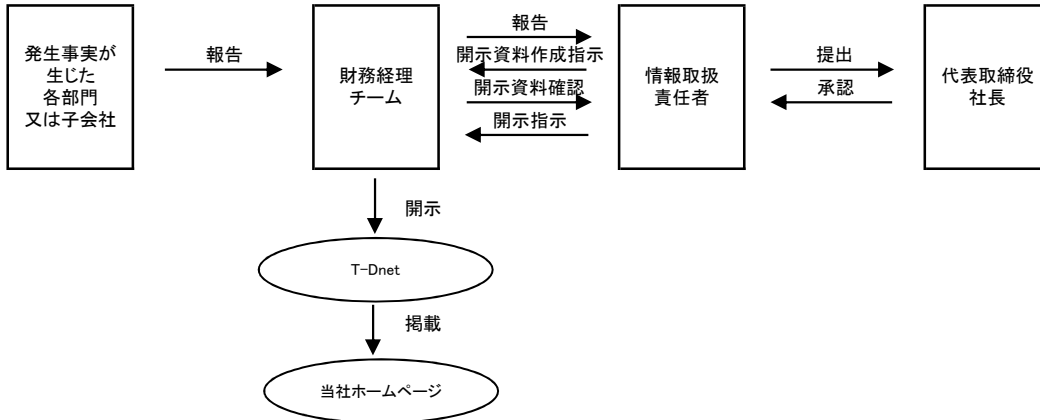 発生事実が
生じた
各部門
又は子会社
報告
財務経理
チーム
報告
開示資料作成指示
開示資料確認
開示指示
情報取扱
責任者
提出
承認
代表取締役
社長
開示
T-Dnet
掲載
当社ホームページ